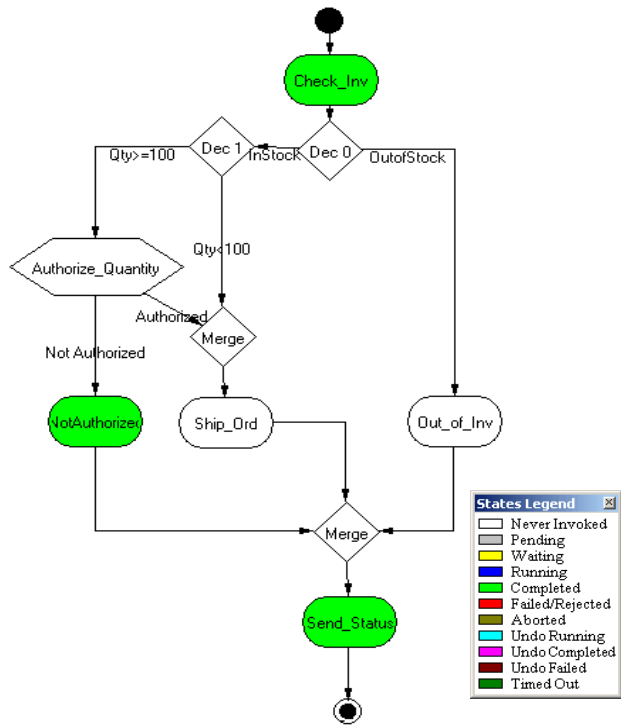 Check_Inv
Dec 1
InStock
Dec 0
OutofStock
Qty>=100
Qty<100
Authorize_Quantity
Authorized
Merge
Not Authorized
NotAuthorized
Ship_Ord
Out_of_Inv
Merge
Send_Status
States Legend
Never Invoked
Pending
Waiting
Running
Completed
Failed/Rejected
Aborted
Undo Running
Undo Completed
Undo Failed
Timed Out